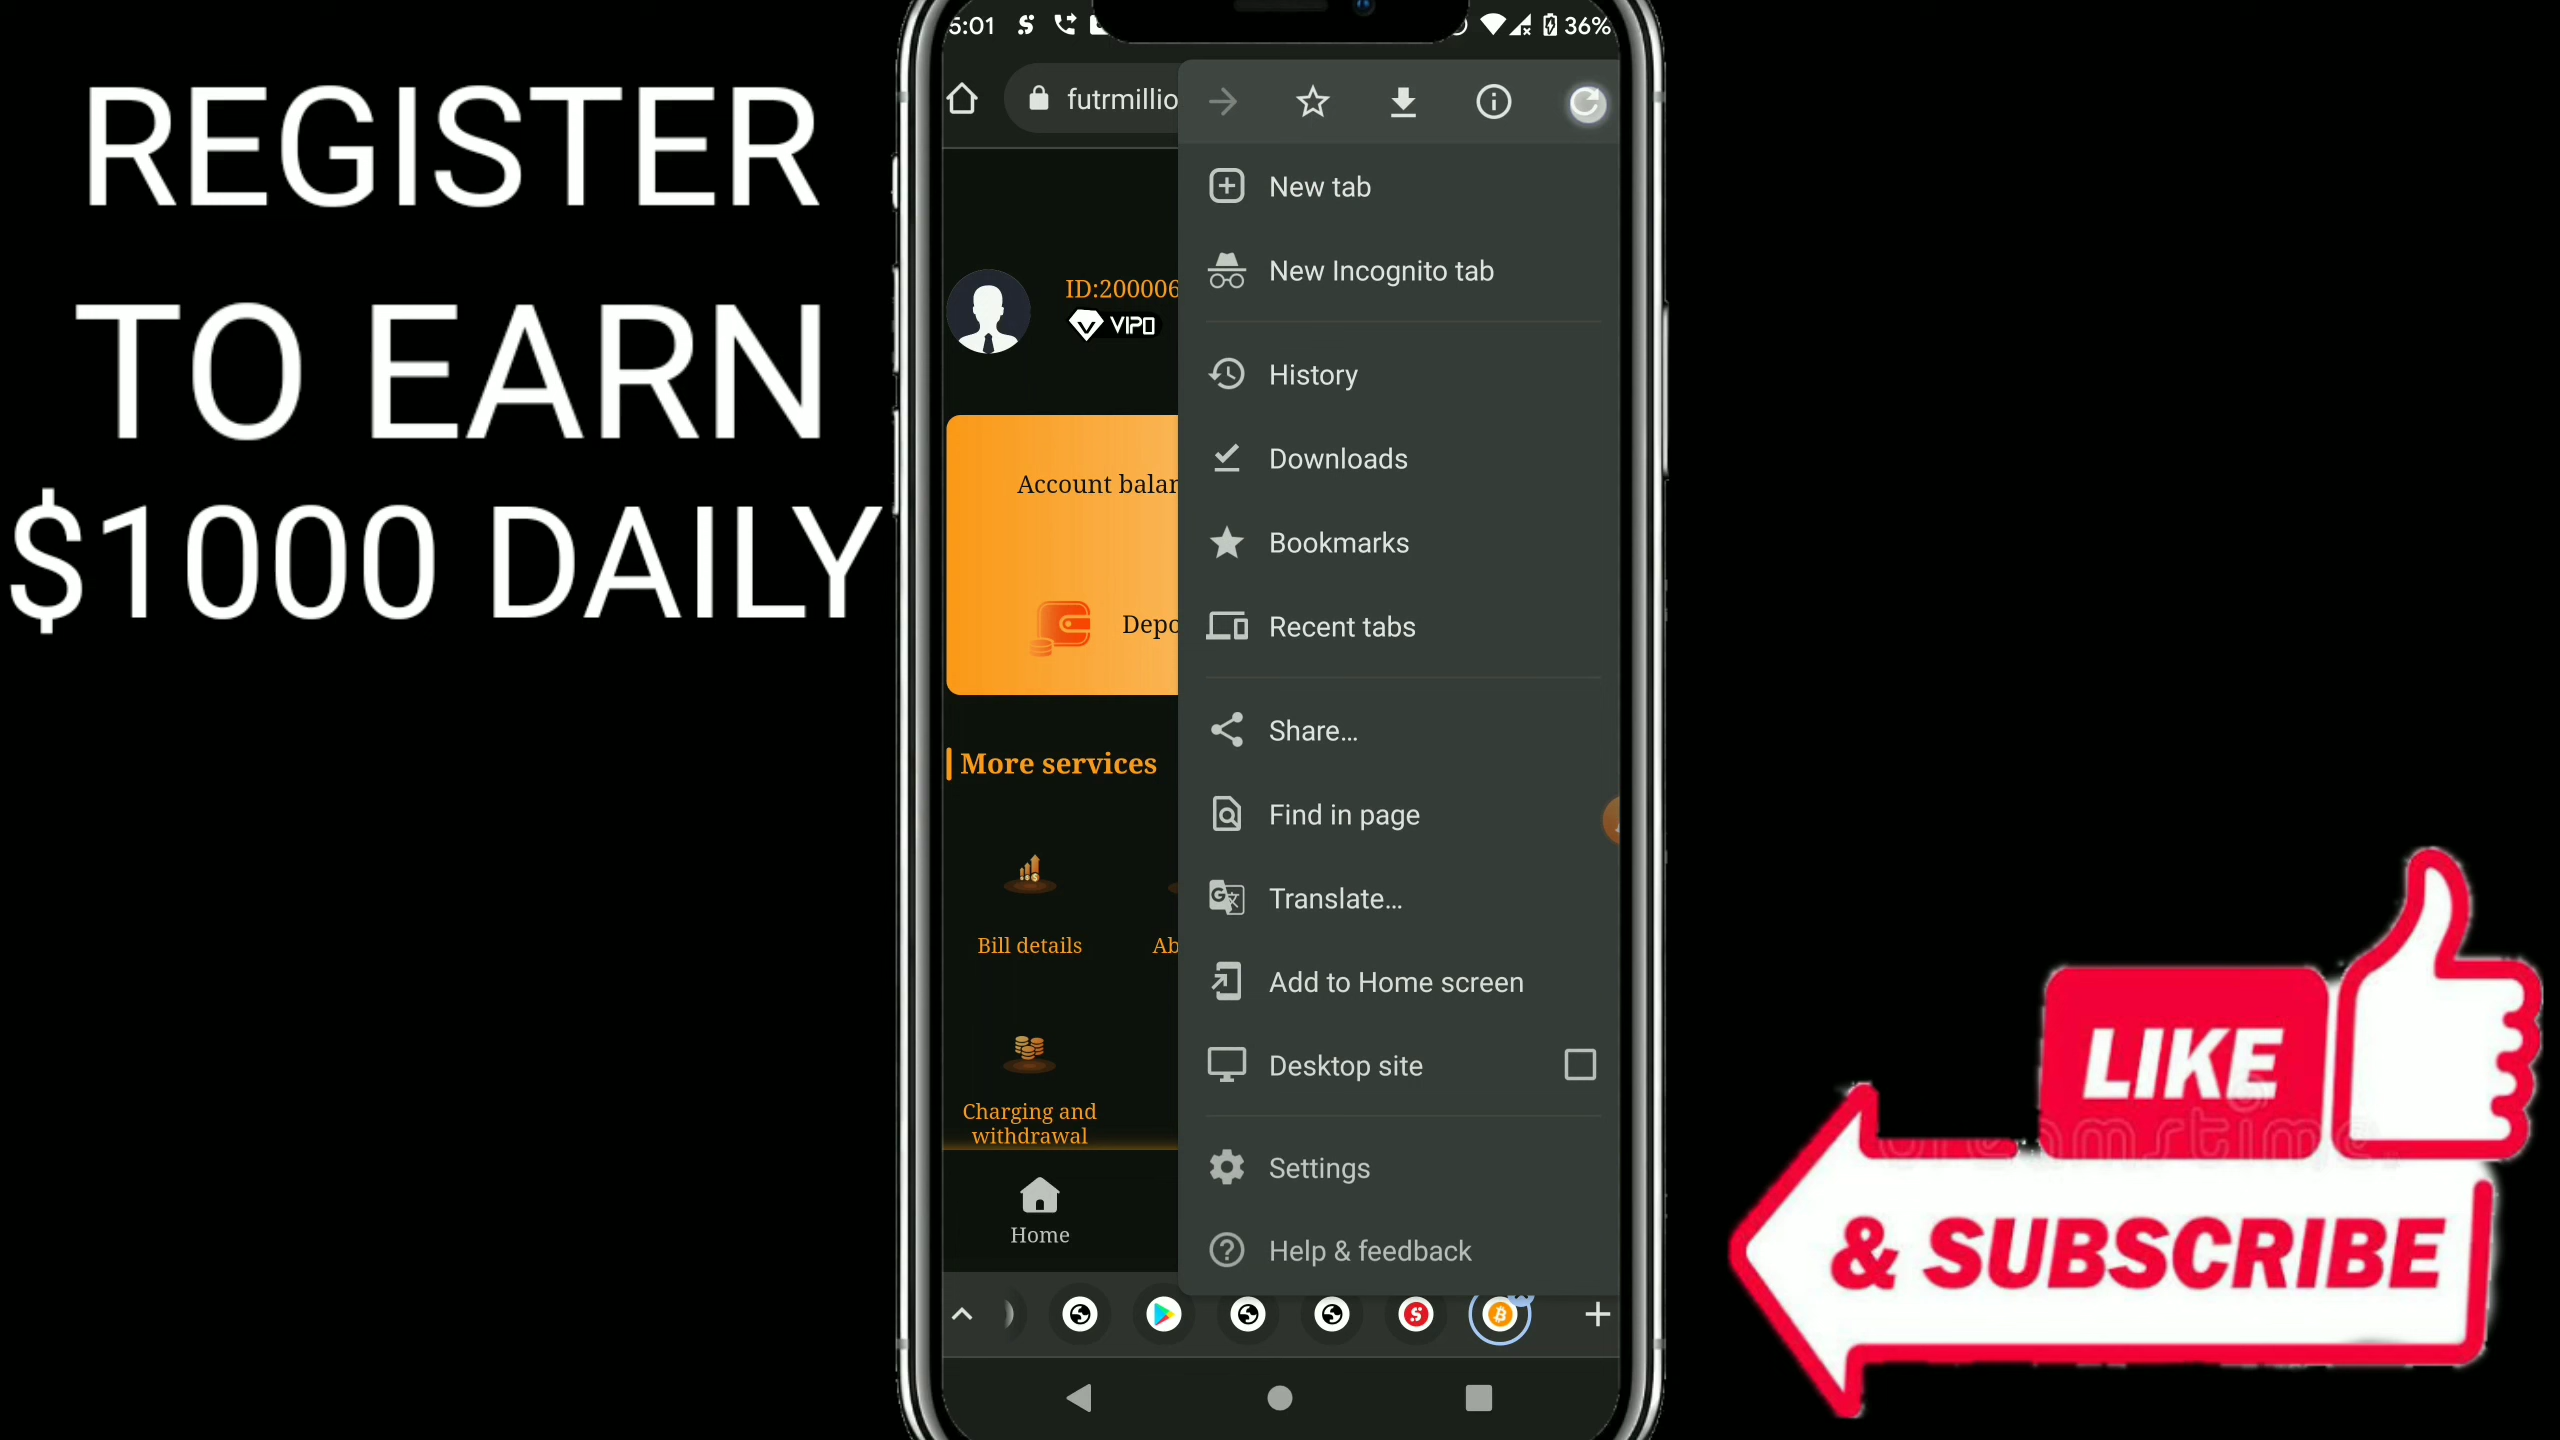 REGISTER
TO EARN
$1000 DAILY
5:01
36%
futrmillio
New tab
New Incognito tab
ID:200006
VIP0
History
Downloads
Account balan
Bookmarks
Depo
Recent tabs
Share...
More services
Find in page
Translate...
Bill details
Ab
Add to Home screen
Desktop site
Charging and
withdrawal
Settings
Home
Help & feedback
LIKE
dreamstime.
& SUBSCRIBE